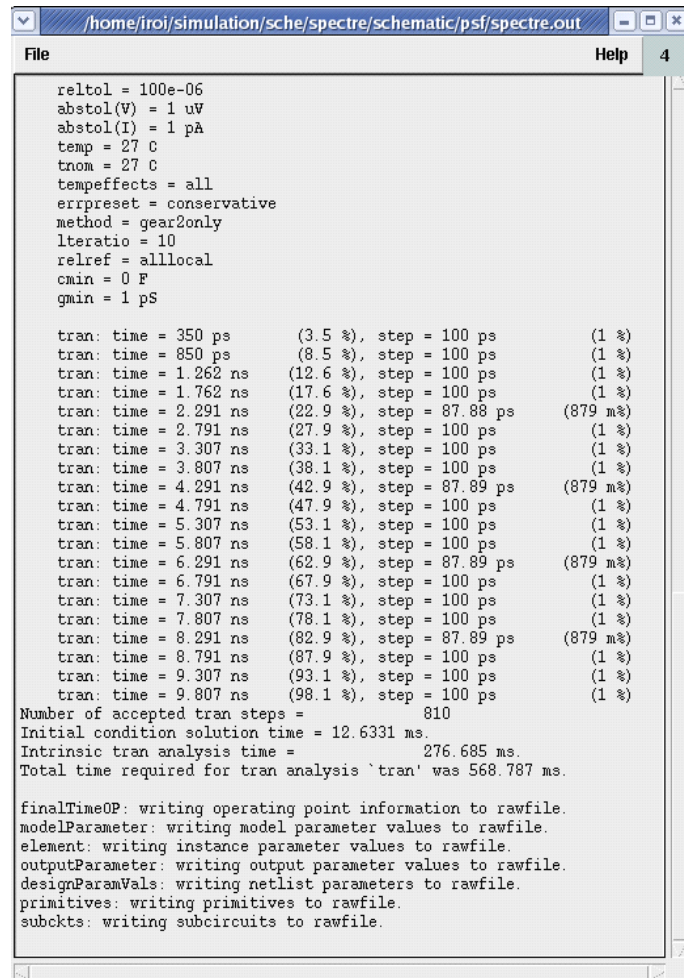 /home/iroi/simulation/sche/spectre/schematic/psf/spectre.out
File Help 4
reltol = 100e-06
abstol(V) = 1 uV
abstol(I) = 1 pA
temp = 27 C
tnom = 27 C
tempeffects = all
errpreset = conservative
method = gear2only
lteratio = 10
relref = alllocal
cmin = 0 F
gmin = 1 pS
tran: time = 350 ps (3.5 %), step = 100 ps (1 %)
tran: time = 850 ps (8.5 %), step = 100 ps (1 %)
tran: time = 1.262 ns (12.6 %), step = 100 ps (1 %)
tran: time = 1.762 ns (17.6 %), step = 100 ps (1 %)
tran: time = 2.291 ns (22.9 %), step = 87.88 ps (879 m%)
tran: time = 2.791 ns (27.9 %), step = 100 ps (1 %)
tran: time = 3.307 ns (33.1 %), step = 100 ps (1 %)
tran: time = 3.807 ns (38.1 %), step = 100 ps (1 %)
tran: time = 4.291 ns (42.9 %), step = 87.89 ps (879 m%)
tran: time = 4.791 ns (47.9 %), step = 100 ps (1 %)
tran: time = 5.307 ns (53.1 %), step = 100 ps (1 %)
tran: time = 5.807 ns (58.1 %), step = 100 ps (1 %)
tran: time = 6.291 ns (62.9 %), step = 87.89 ps (879 m%)
tran: time = 6.791 ns (67.9 %), step = 100 ps (1 %)
tran: time = 7.307 ns (73.1 %), step = 100 ps (1 %)
tran: time = 7.807 ns (78.1 %), step = 100 ps (1 %)
tran: time = 8.291 ns (82.9 %), step = 87.89 ps (879 m%)
tran: time = 8.791 ns (87.9 %), step = 100 ps (1 %)
tran: time = 9.307 ns (93.1 %), step = 100 ps (1 %)
tran: time = 9.807 ns (98.1 %), step = 100 ps (1 %)
Number of accepted tran steps = 810
Initial condition solution time = 12.6331 ms.
Intrinsic tran analysis time = 276.685 ms.
Total time required for tran analysis `tran' was 568.787 ms.
finalTimeOP: writing operating point information to rawfile.
modelParameter: writing model parameter values to rawfile.
element: writing instance parameter values to rawfile.
outputParameter: writing output parameter values to rawfile.
designParamVals: writing netlist parameters to rawfile.
primitives: writing primitives to rawfile.
subckts: writing subcircuits to rawfile.